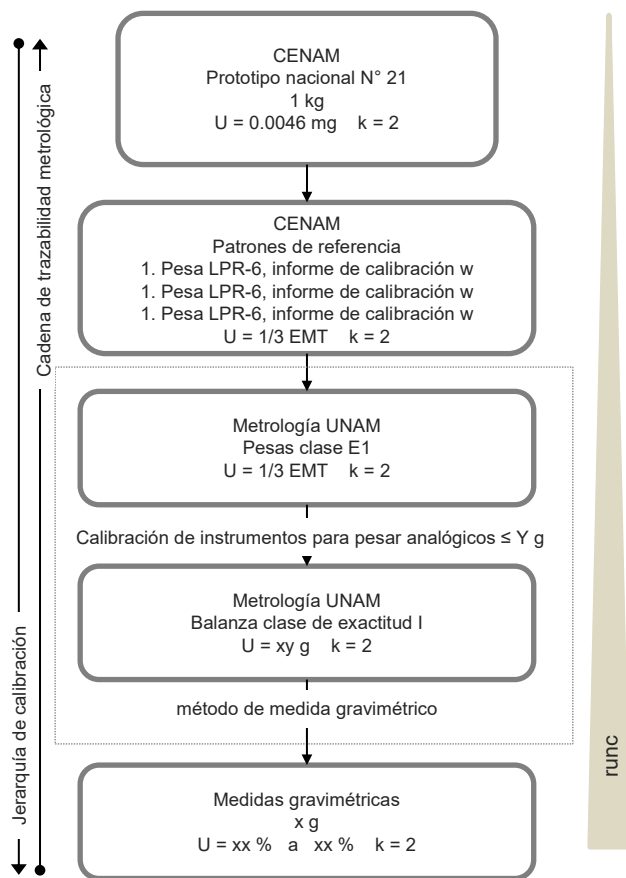 CENAM
Prototipo nacional N° 21
1 kg
U = 0.0046 mg k = 2
CENAM
Patrones de referencia
1. Pesa LPR-6, informe de calibración w
1. Pesa LPR-6, informe de calibración w
1. Pesa LPR-6, informe de calibración w
U = 1/3 EMT k = 2
Metrología UNAM
Pesas clase E1
U = 1/3 EMT k = 2
Calibración de instrumentos para pesar analógicos ≤ Y g
Metrología UNAM
Balanza clase de exactitud I
U = xy g k = 2
método de medida gravimétrico
Medidas gravimétricas
x g
U = xx % a xx % k = 2
Cadena de trazabilidad metrológica
Jerarquía de calibración
runc